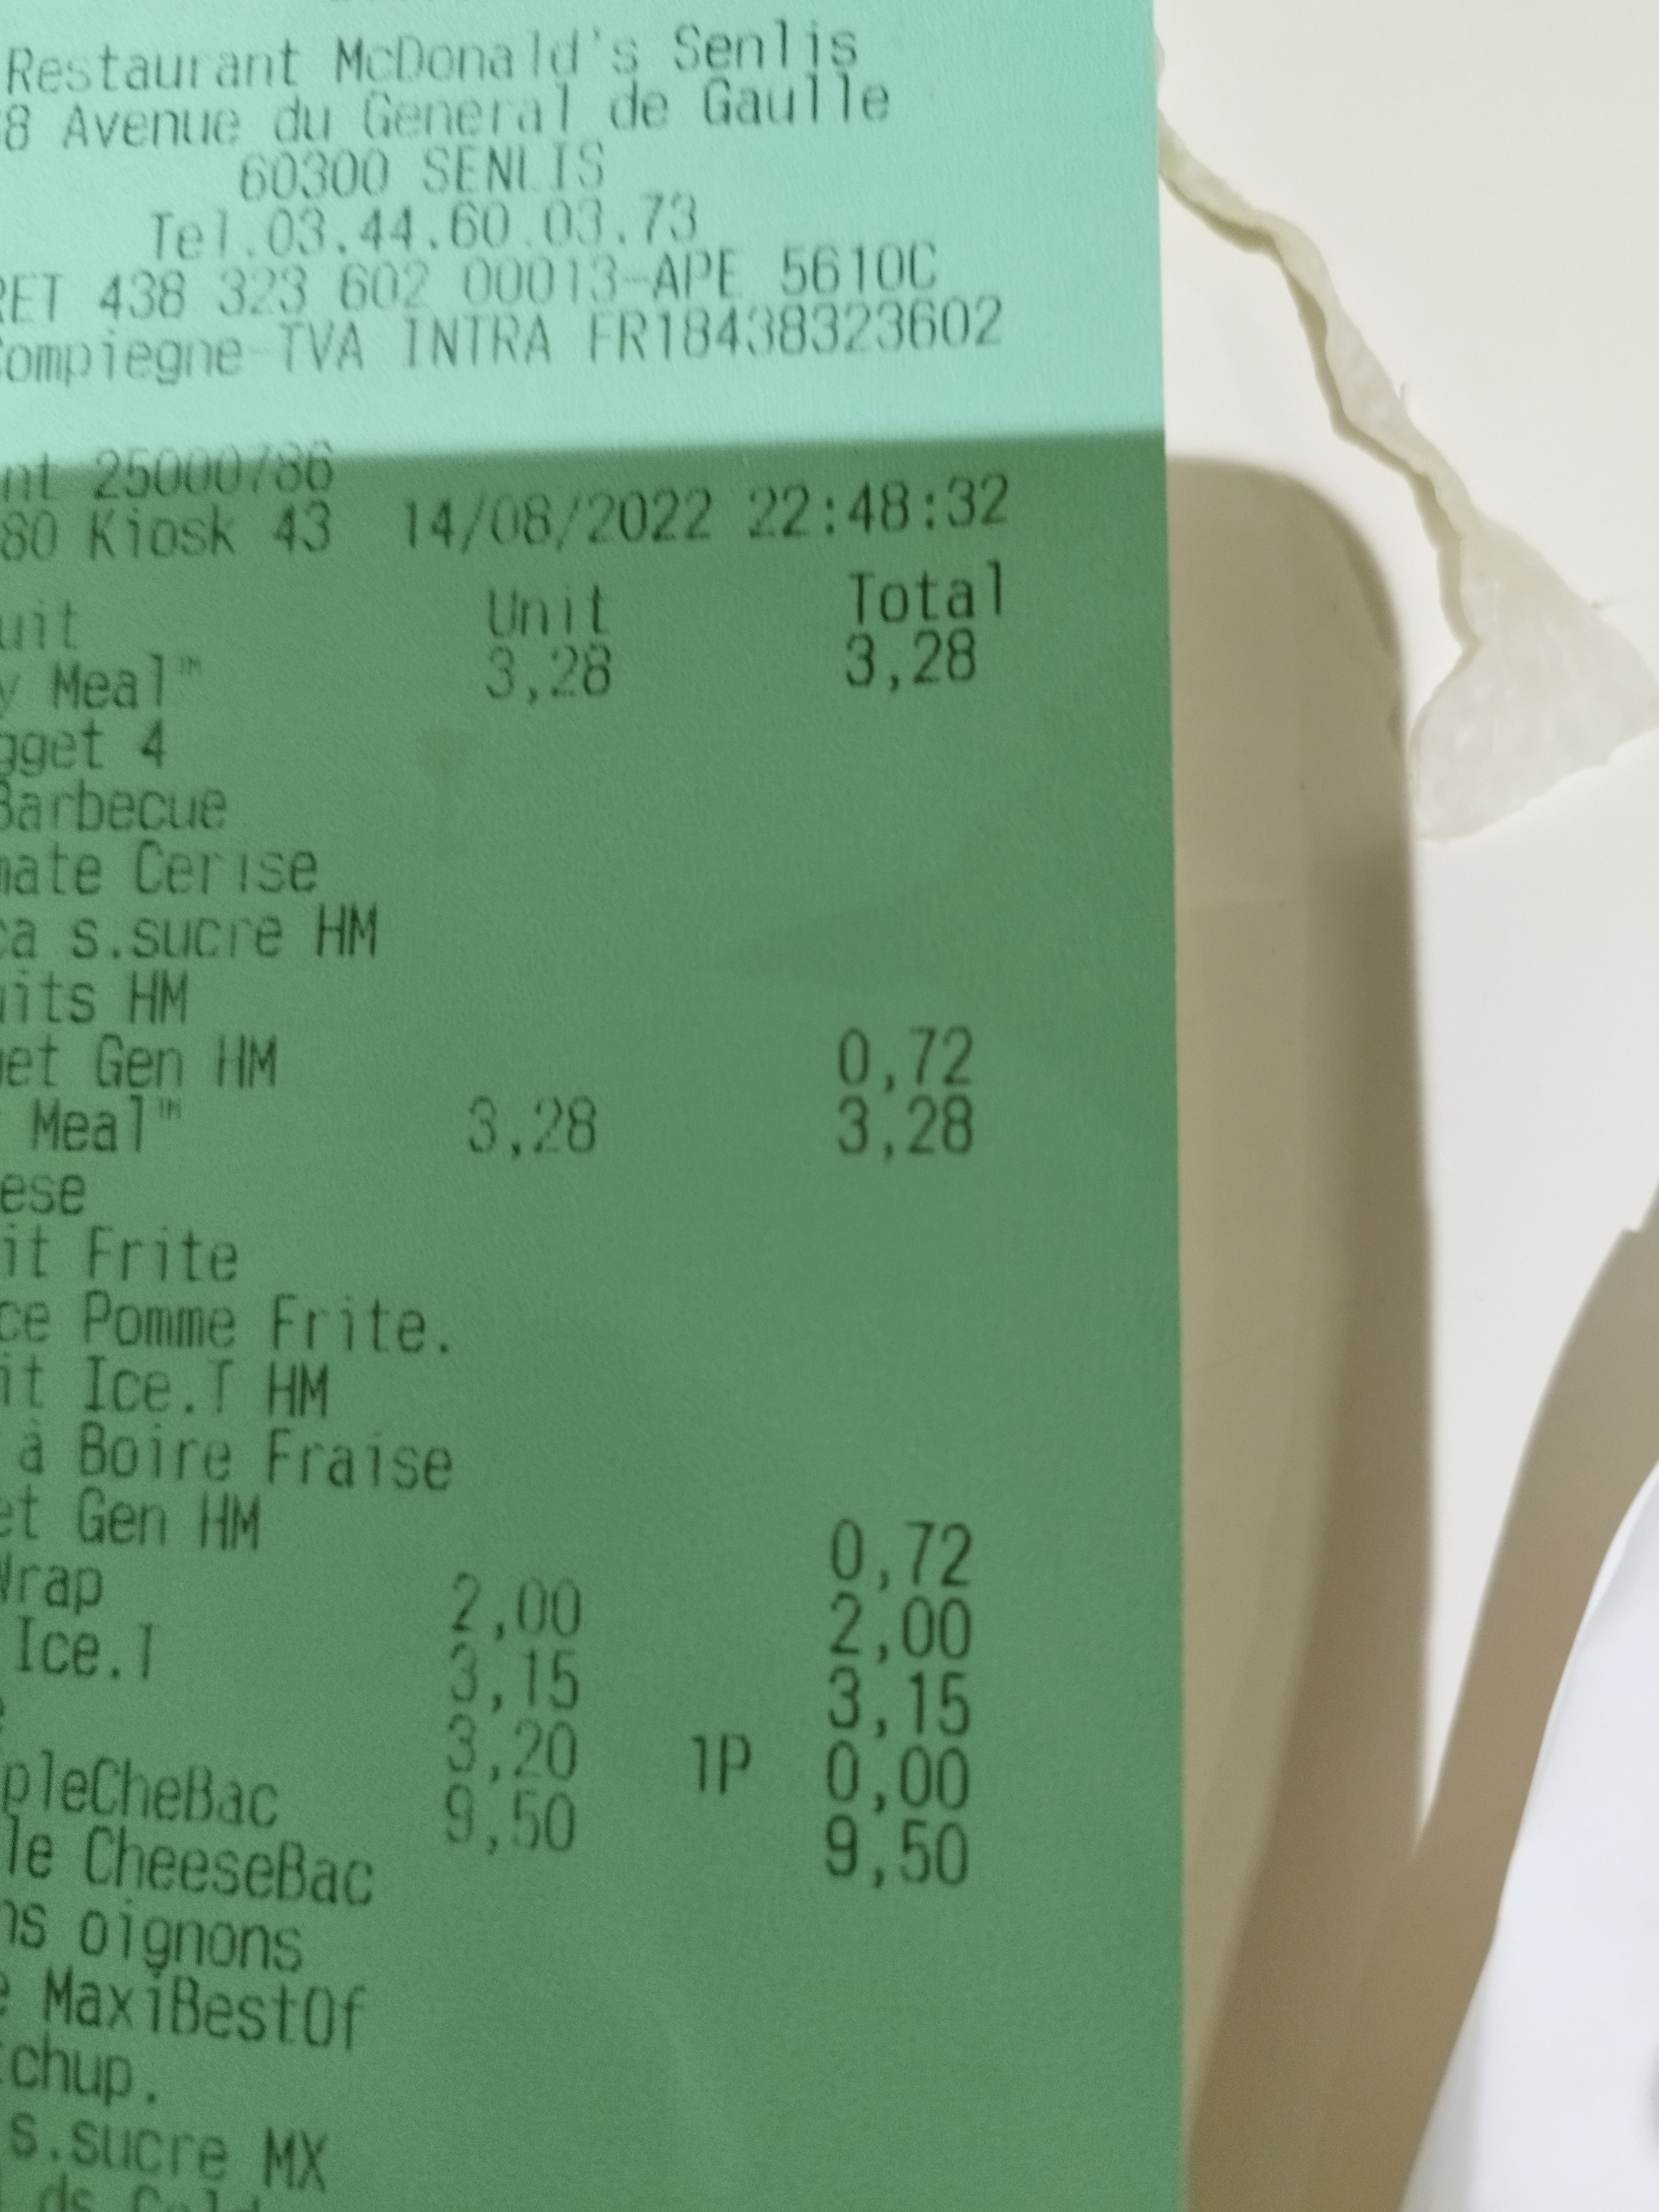 Restaurant McDonald's Senlis
8 Avenue du General de Gaulle
60300 SENLIS
Tel.03.44.60.03.73
RET 438 323 602 00013-APE 5610C
Compiegne-TVA INTRA FR18438323602
nt 25000786
80 Kiosk 43 14/08/2022 22:48:32
uit Unit Total
y Meal™ 3,28 3,28
gget 4
Barbecue
mate Cerise
ca s.sucre HM
uits HM
et Gen HM 0,72
Meal™ 3,28 3,28
ese
it Frite
ce Pomme Frite.
it Ice.T HM
à Boire Fraise
et Gen HM 0,72
Wrap 2,00 2,00
Ice.T 3,15 3,15
3,20 1P 0,00
pleCheBac 9,50 9,50
le CheeseBac
ns oignons
e MaxiBestOf
tchup.
s.sucre MX